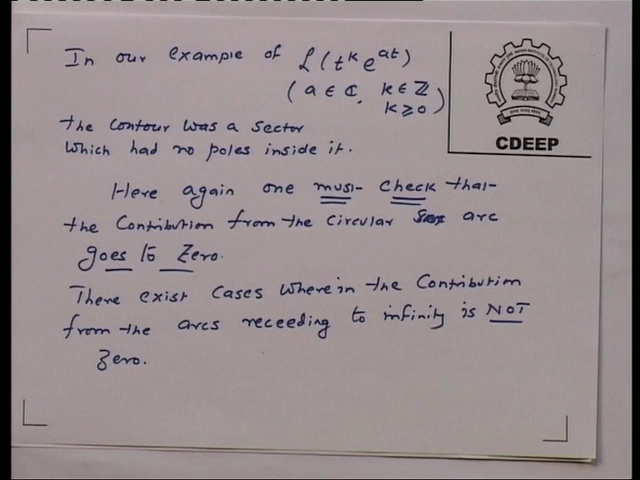 In our example of ℒ(t^k e^{at})
(a ∈ ℂ, k ∈ ℤ
k ≥ 0)
CDEEP
the contour was a sector
which had no poles inside it.
Here again one must check that
the Contribution from the circular arc
goes to Zero.
There exist cases wherein the Contribution
from the arcs receeding to infinity is NOT
Zero.